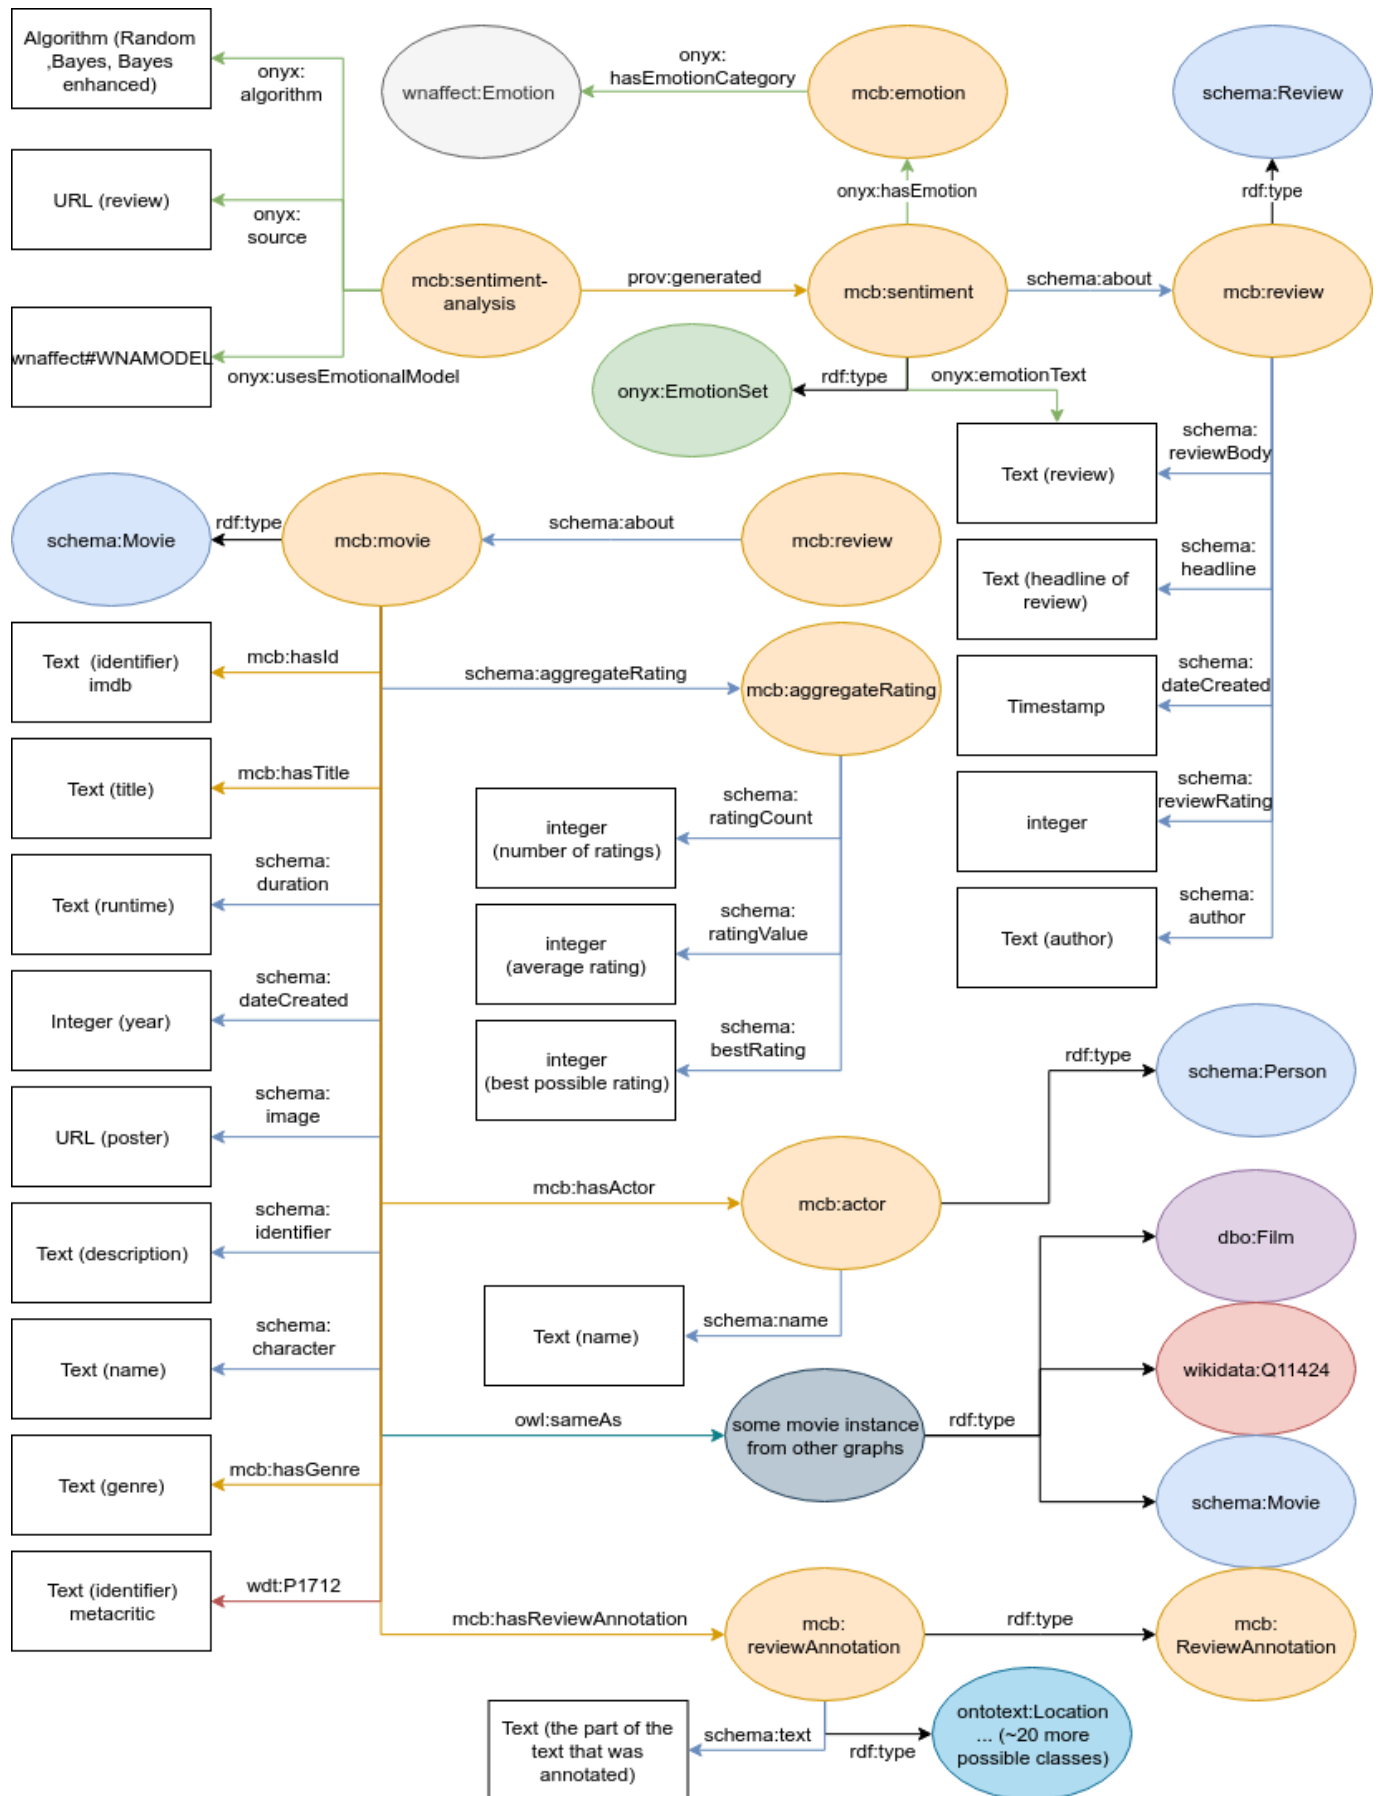 Algorithm (Random
,Bayes, Bayes
enhanced)
onyx:
algorithm
wnaffect:Emotion
onyx:
hasEmotionCategory
mcb:emotion
schema:Review
URL (review)
onyx:
source
onyx:hasEmotion
rdf:type
mcb:sentiment-
analysis
prov:generated
mcb:sentiment
schema:about
mcb:review
wnaffect#WNAMODEL
onyx:usesEmotionalModel
onyx:EmotionSet
rdf:type
onyx:emotionText
Text (review)
schema:
reviewBody
schema:Movie
rdf:type
mcb:movie
schema:about
mcb:review
Text (headline of
review)
schema:
headline
Text  (identifier)
imdb
mcb:hasId
schema:aggregateRating
mcb:aggregateRating
Timestamp
schema:
dateCreated
Text (title)
mcb:hasTitle
integer
(number of ratings)
schema:
ratingCount
integer
schema:
reviewRating
Text (runtime)
schema:
duration
integer
(average rating)
schema:
ratingValue
Text (author)
schema:
author
Integer (year)
schema:
dateCreated
integer
(best possible rating)
schema:
bestRating
rdf:type
schema:Person
URL (poster)
schema:
image
mcb:hasActor
mcb:actor
Text (description)
schema:
identifier
dbo:Film
Text (name)
schema:name
Text (name)
schema:
character
wikidata:Q11424
owl:sameAs
some movie instance
from other graphs
rdf:type
Text (genre)
mcb:hasGenre
schema:Movie
Text (identifier)
metacritic
wdt:P1712
mcb:hasReviewAnnotation
mcb:
reviewAnnotation
rdf:type
mcb:
ReviewAnnotation
Text (the part of the
text that was
annotated)
schema:text
rdf:type
ontotext:Location
... (~20 more
possible classes)